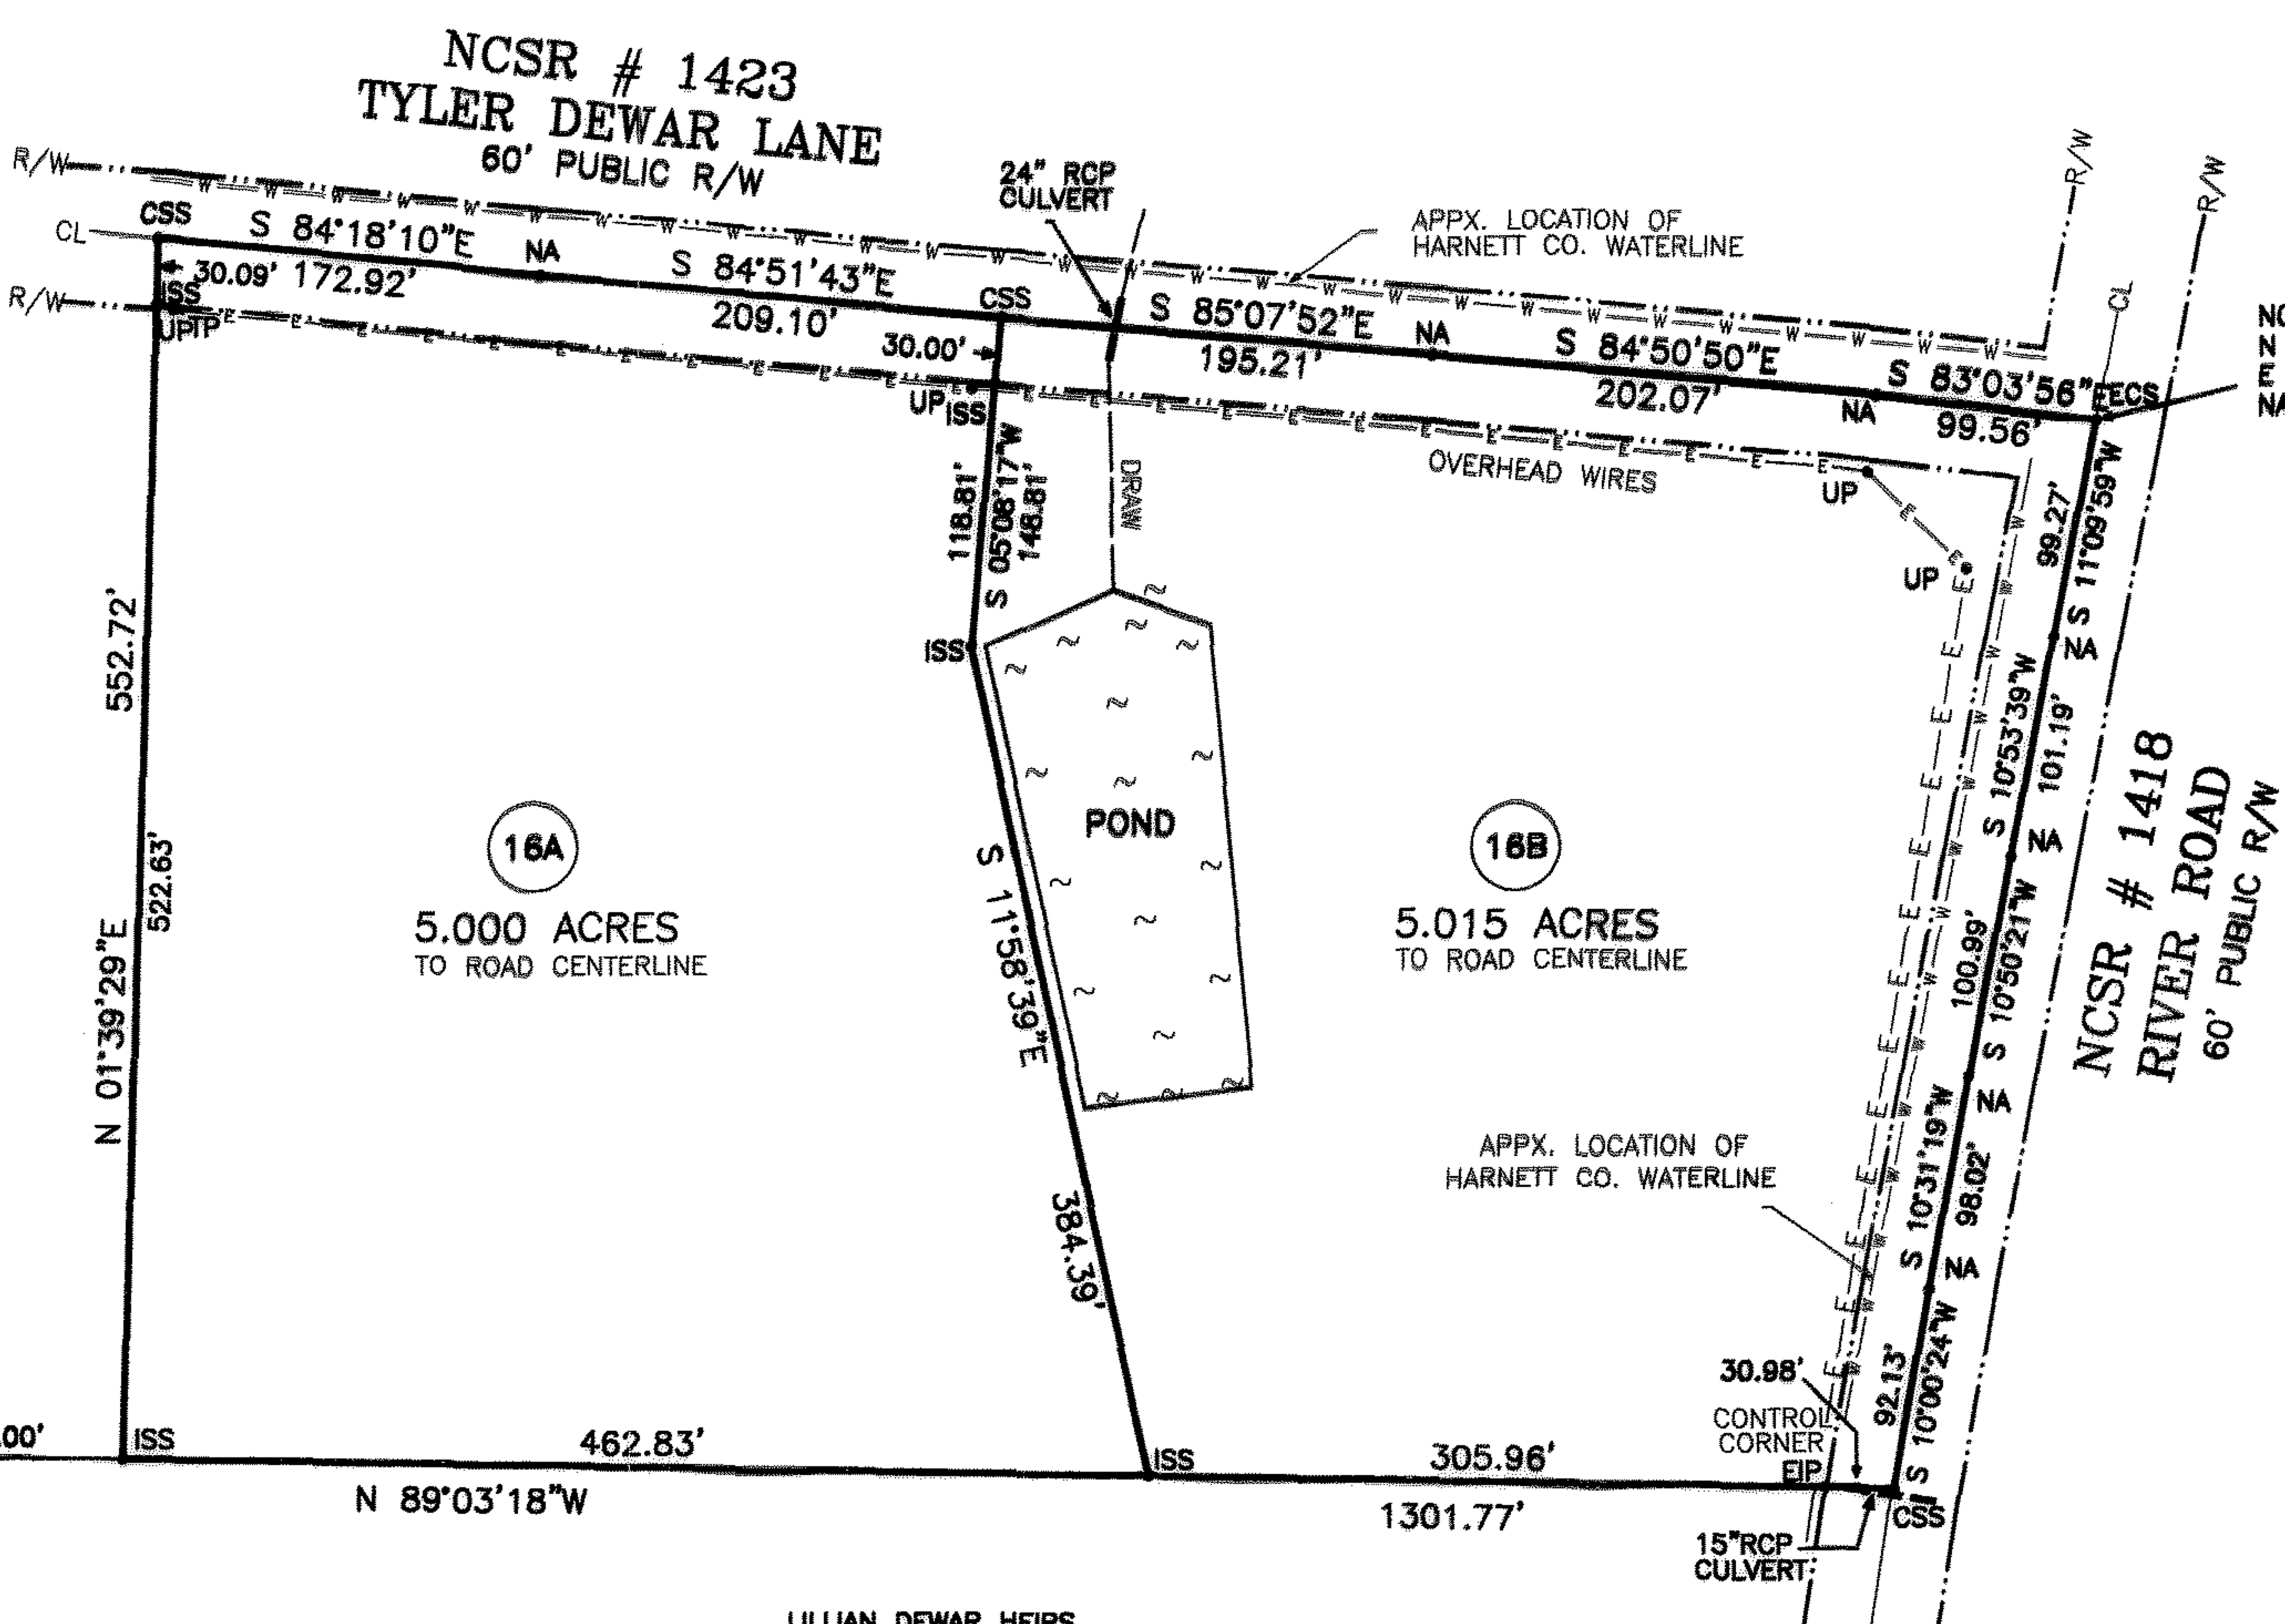 NCSR # 1423
TYLER DEWAR LANE
60' PUBLIC R/W
R/W
R/W
R/W
24" RCP
CULVERT
APPX. LOCATION OF
HARNETT CO. WATERLINE
CL
CSS
S 84°18'10"E
172.92'
30.09'
NA
S 84°51'43"E
209.10'
CSS
30.00'
S 85°07'52"E
195.21'
NA
S 84°50'50"E
202.07'
NA
S 83°03'56"E
99.56'
ECS
CL
N
E
R/W
ISS
UP
TP
UP
ISS
OVERHEAD WIRES
UP
UP
DRAW
118.81'
S 05°08'17"W
148.81'
ISS
99.27'
S 11°09'59"W
NA
S 10°53'39"W
101.19'
NA
552.72'
522.63'
N 01°39'29"E
16A
5.000 ACRES
TO ROAD CENTERLINE
POND
S 11°58'39"E
384.39'
16B
5.015 ACRES
TO ROAD CENTERLINE
100.99'
S 10°50'21"W
NA
NCSR # 1418
RIVER ROAD
60' PUBLIC R/W
APPX. LOCATION OF
HARNETT CO. WATERLINE
S 10°31'19"W
98.02'
NA
92.13'
S 10°00'24"W
30.98'
CONTROL
CORNER
EIP
CSS
.00'
ISS
462.83'
N 89°03'18"W
ISS
305.96'
1301.77'
15"RCP
CULVERT
LILLIAN DEWAR HEIRS